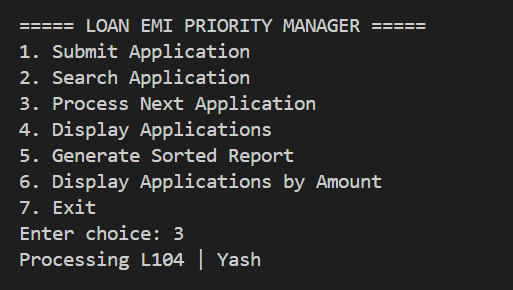 ===== LOAN EMI PRIORITY MANAGER =====
1. Submit Application
2. Search Application
3. Process Next Application
4. Display Applications
5. Generate Sorted Report
6. Display Applications by Amount
7. Exit
Enter choice: 3
Processing L104 | Yash